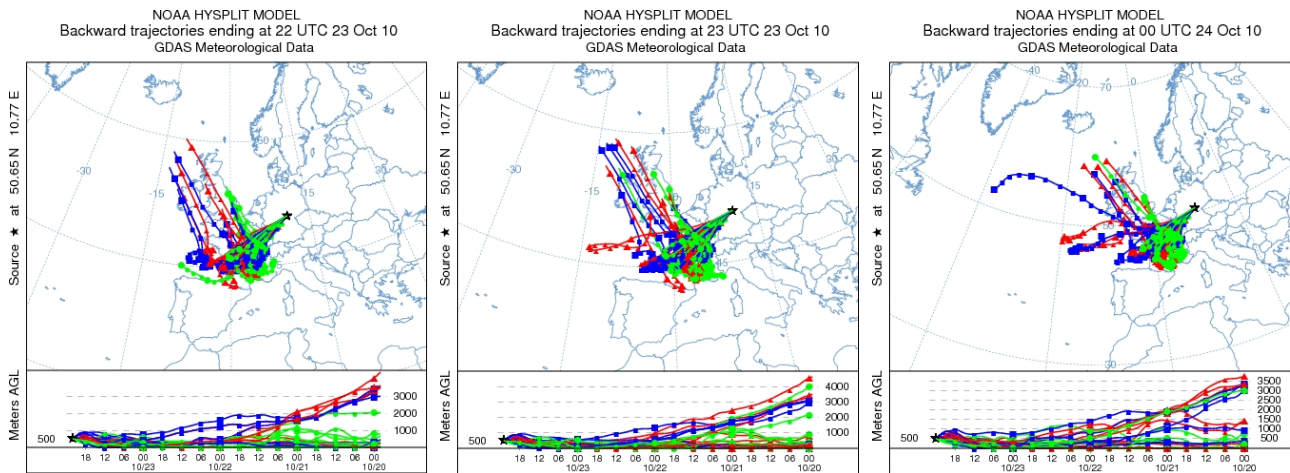 NOAA HYSPLIT MODEL
Backward trajectories ending at 22 UTC 23 Oct 10
GDAS Meteorological Data
Source ★ at 50.65 N 10.77 E
-30
-15
60
15
Meters AGL
500
3000
2000
1000
18 12 06 00 18 12 06 00 18 12 06 00 18 12 06 00
10/23 10/22 10/21 10/20
NOAA HYSPLIT MODEL
Backward trajectories ending at 23 UTC 23 Oct 10
GDAS Meteorological Data
Source ★ at 50.65 N 10.77 E
-30
-15
60
15
Meters AGL
500
4000
3000
2000
1000
18 12 06 00 18 12 06 00 18 12 06 00 18 12 06 00
10/23 10/22 10/21 10/20
NOAA HYSPLIT MODEL
Backward trajectories ending at 00 UTC 24 Oct 10
GDAS Meteorological Data
Source ★ at 50.65 N 10.77 E
40
20
70
0
30
Meters AGL
500
3500
3000
2500
2000
1500
1000
500
18 12 06 00 18 12 06 00 18 12 06 00 18 12 06 00
10/23 10/22 10/21 10/20